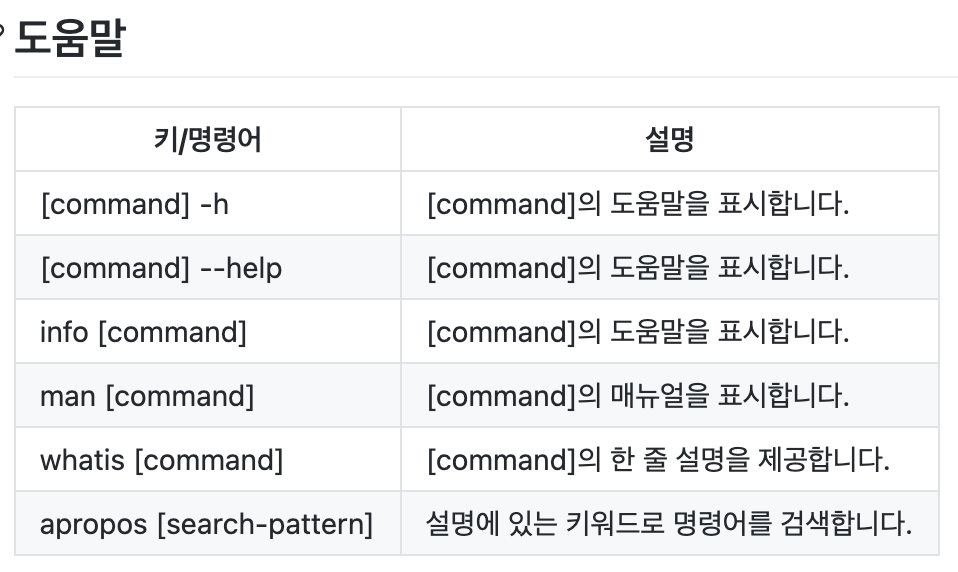 도움말
키/명령어 설명
[command] -h [command]의 도움말을 표시합니다.
[command] --help [command]의 도움말을 표시합니다.
info [command] [command]의 도움말을 표시합니다.
man [command] [command]의 매뉴얼을 표시합니다.
whatis [command] [command]의 한 줄 설명을 제공합니다.
apropos [search-pattern] 설명에 있는 키워드로 명령어를 검색합니다.